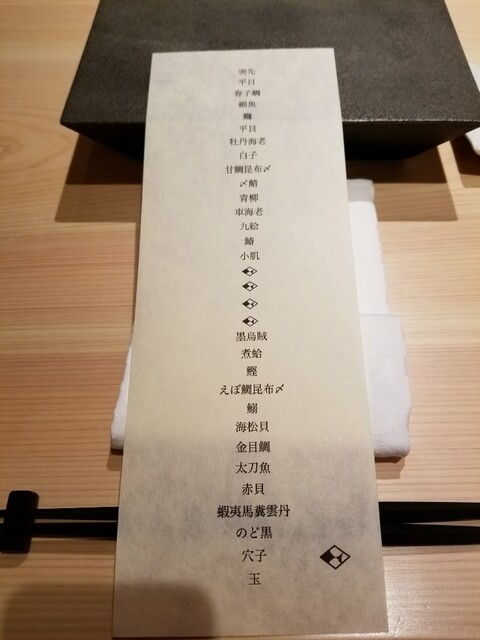 突先
平目
春子鯛
細魚
鰤
平貝
牡丹海老
白子
甘鯛昆布〆
〆鯖
青柳
車海老
九絵
鰆
小肌
墨烏賊
煮蛤
鰹
えぼ鯛昆布〆
鰯
海松貝
金目鯛
太刀魚
赤貝
蝦夷馬糞雲丹
のど黒
穴子
玉